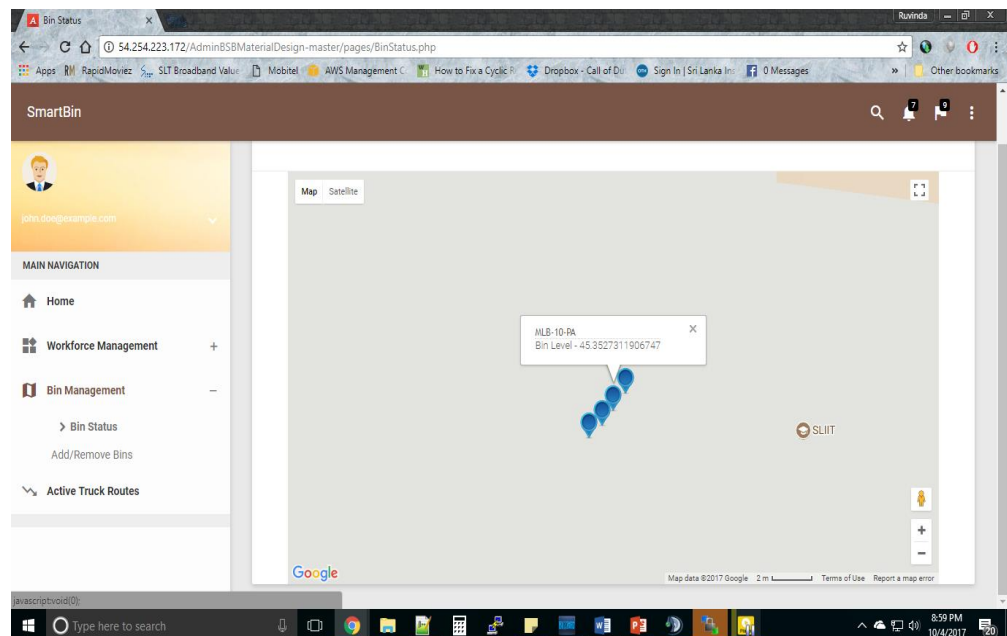 Bin Status
Ruvinda
54.254.223.172/AdminBSBMaterialDesign-master/pages/BinStatus.php
Apps RM RapidMoviez SLT Broadband Value Mobitel AWS Management C How to Fix a Cyclic R Dropbox - Call of Du Sign In | Sri Lanka Ins 0 Messages » Other bookmarks
SmartBin
7 9
john.doe@example.com
MAIN NAVIGATION
Home
Workforce Management +
Bin Management –
Bin Status
Add/Remove Bins
Active Truck Routes
Map Satellite
MLB-10-PA
Bin Level - 45.3527311906747
SLIIT
+
–
Google
Map data ©2017 Google 2 m Terms of Use Report a map error
javascript:void(0);
Type here to search
8:59 PM
10/4/2017
20